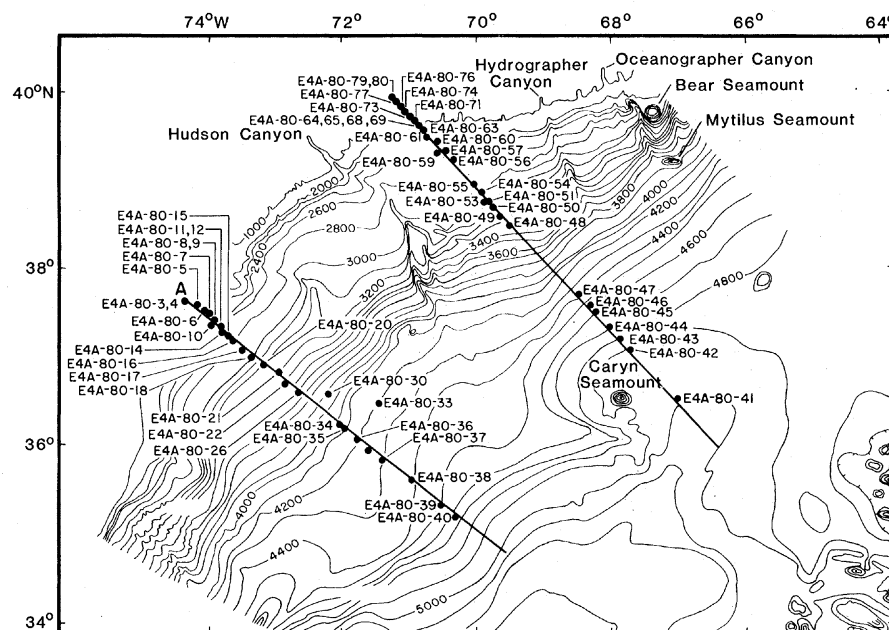 74°W 72° 70° 68° 66° 64°
40°N
38°
36°
34°
Oceanographer Canyon
Hydrographer
Canyon
Bear Seamount
Mytilus Seamount
Hudson Canyon
E4A-80-79,80
E4A-80-77
E4A-80-73
E4A-80-64,65,68,69
E4A-80-61
E4A-80-59
E4A-80-76
E4A-80-74
E4A-80-71
E4A-80-63
E4A-80-60
E4A-80-57
E4A-80-56
E4A-80-55
E4A-80-53
E4A-80-49
E4A-80-54
E4A-80-51
E4A-80-50
E4A-80-48
E4A-80-47
E4A-80-46
E4A-80-45
E4A-80-44
E4A-80-43
E4A-80-42
E4A-80-41
Caryn
Seamount
E4A-80-15
E4A-80-11,12
E4A-80-8,9
E4A-80-7
E4A-80-5
A
E4A-80-3,4
E4A-80-6
E4A-80-10
E4A-80-14
E4A-80-16
E4A-80-17
E4A-80-18
E4A-80-20
E4A-80-21
E4A-80-22
E4A-80-26
E4A-80-30
E4A-80-33
E4A-80-34
E4A-80-35
E4A-80-36
E4A-80-37
E4A-80-38
E4A-80-39
E4A-80-40
1000
2000
2400
2600
2800
3000
3200
3400
3600
3800
4000
4200
4400
4600
4800
4000
4200
4400
5000